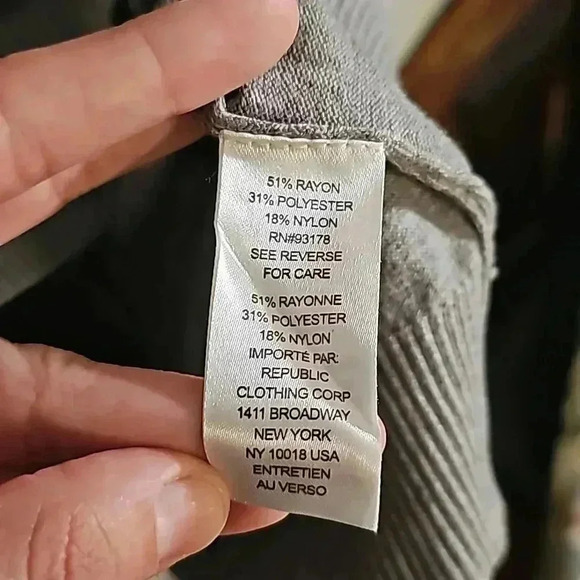 51% RAYON
31% POLYESTER
18% NYLON
RN#93178
SEE REVERSE
FOR CARE
51% RAYONNE
31% POLYESTER
18% NYLON
IMPORTÉ PAR:
REPUBLIC
CLOTHING CORP
1411 BROADWAY
NEW YORK
NY 10018 USA
ENTRETIEN
AU VERSO